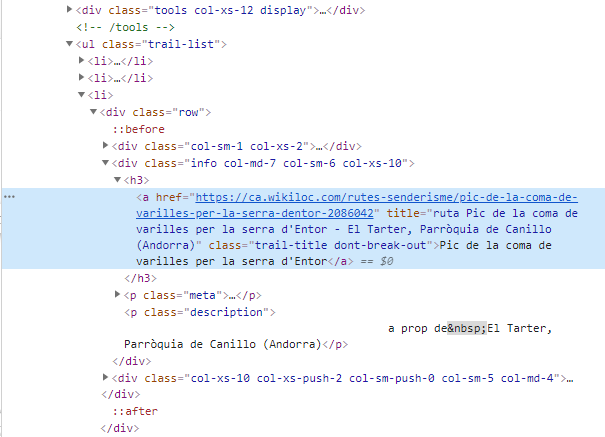 <div class="tools col-xs-12 display">…</div>
<!-- /tools -->
<ul class="trail-list">
<li>…</li>
<li>…</li>
<li>
<div class="row">
::before
<div class="col-sm-1 col-xs-2">…</div>
<div class="info col-md-7 col-sm-6 col-xs-10">
<h3>
<a href="https://ca.wikiloc.com/rutes-senderisme/pic-de-la-coma-de-
varilles-per-la-serra-dentor-2086042" title="ruta Pic de la coma de
varilles per la serra d'Entor - El Tarter, Parròquia de Canillo
(Andorra)" class="trail-title dont-break-out">Pic de la coma de
varilles per la serra d'Entor</a> == $0
</h3>
<p class="meta">…</p>
<p class="description">
a prop de&nbsp;El Tarter,
Parròquia de Canillo (Andorra)</p>
</div>
<div class="col-xs-10 col-xs-push-2 col-sm-push-0 col-sm-5 col-md-4">…
</div>
::after
</div>